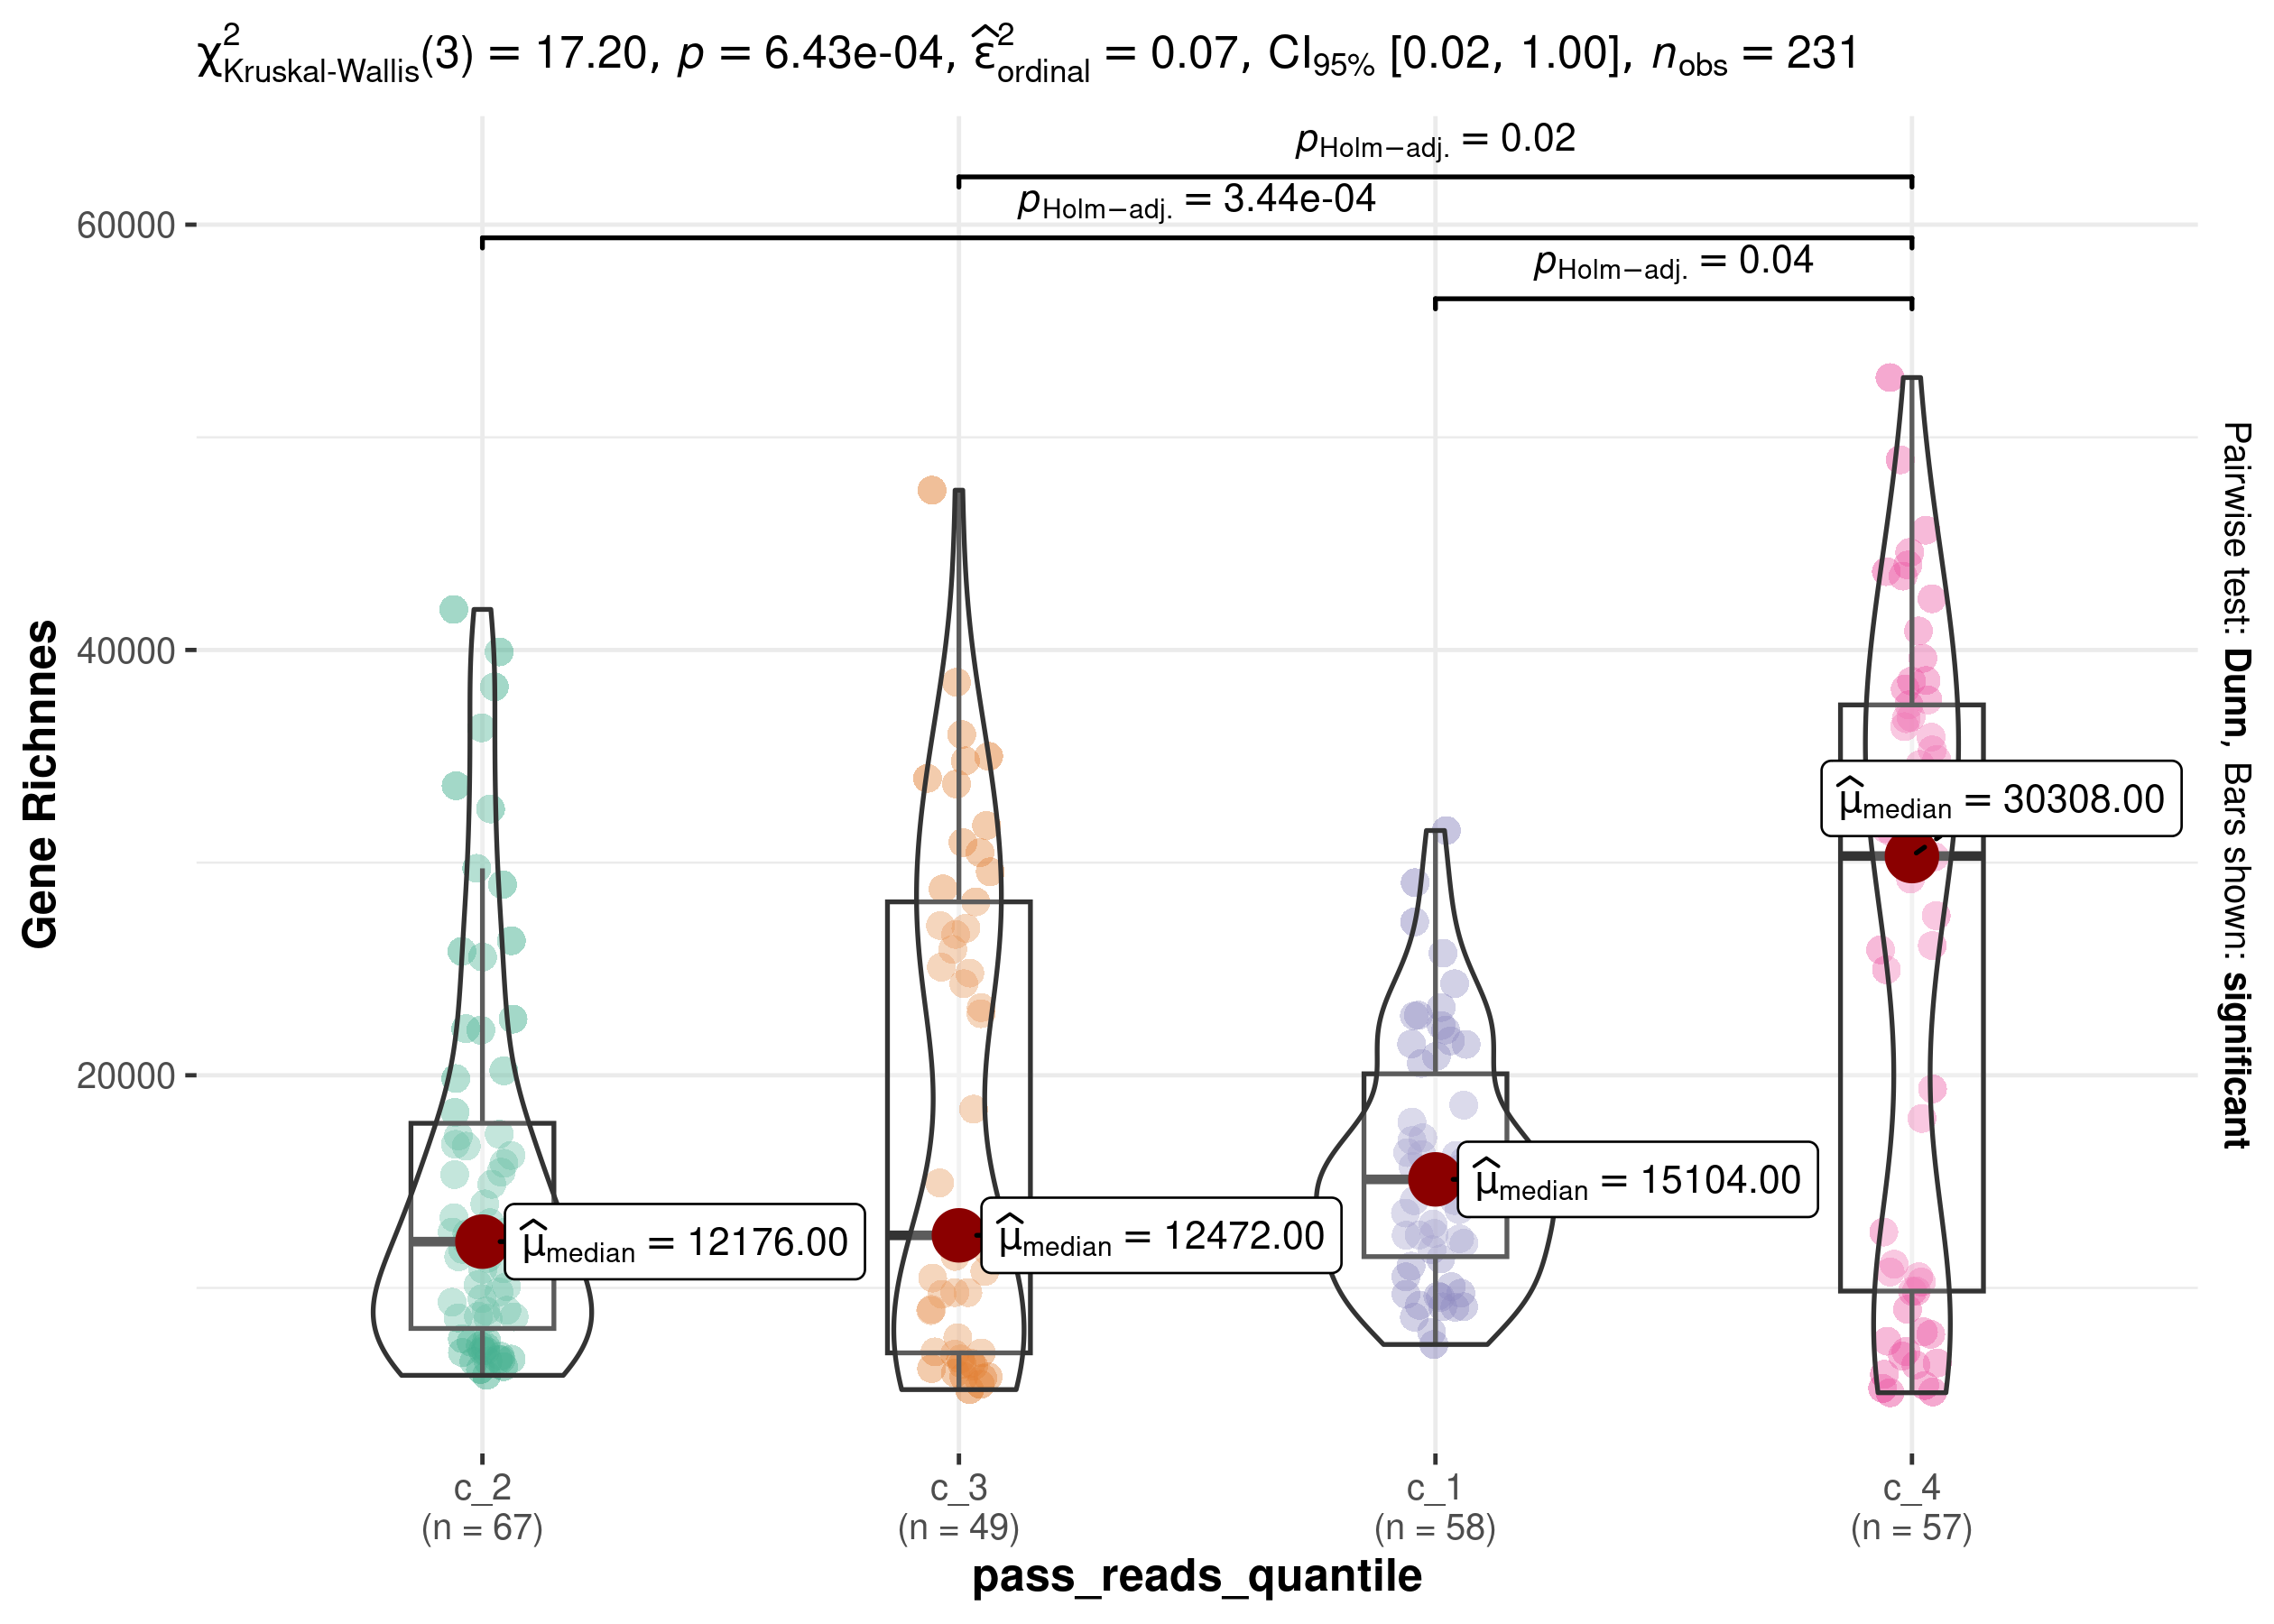 χ²Kruskal-Wallis(3) = 17.20, p = 6.43e-04, ε̂²ordinal = 0.07, CI95% [0.02, 1.00], nobs = 231
pHolm−adj. = 0.02
pHolm−adj. = 3.44e-04
pHolm−adj. = 0.04
60000
40000
20000
Gene Richnnes
μ̂median = 30308.00
μ̂median = 15104.00
μ̂median = 12176.00
μ̂median = 12472.00
Pairwise test: Dunn, Bars shown: significant
c_2
(n = 67)
c_3
(n = 49)
c_1
(n = 58)
c_4
(n = 57)
pass_reads_quantile